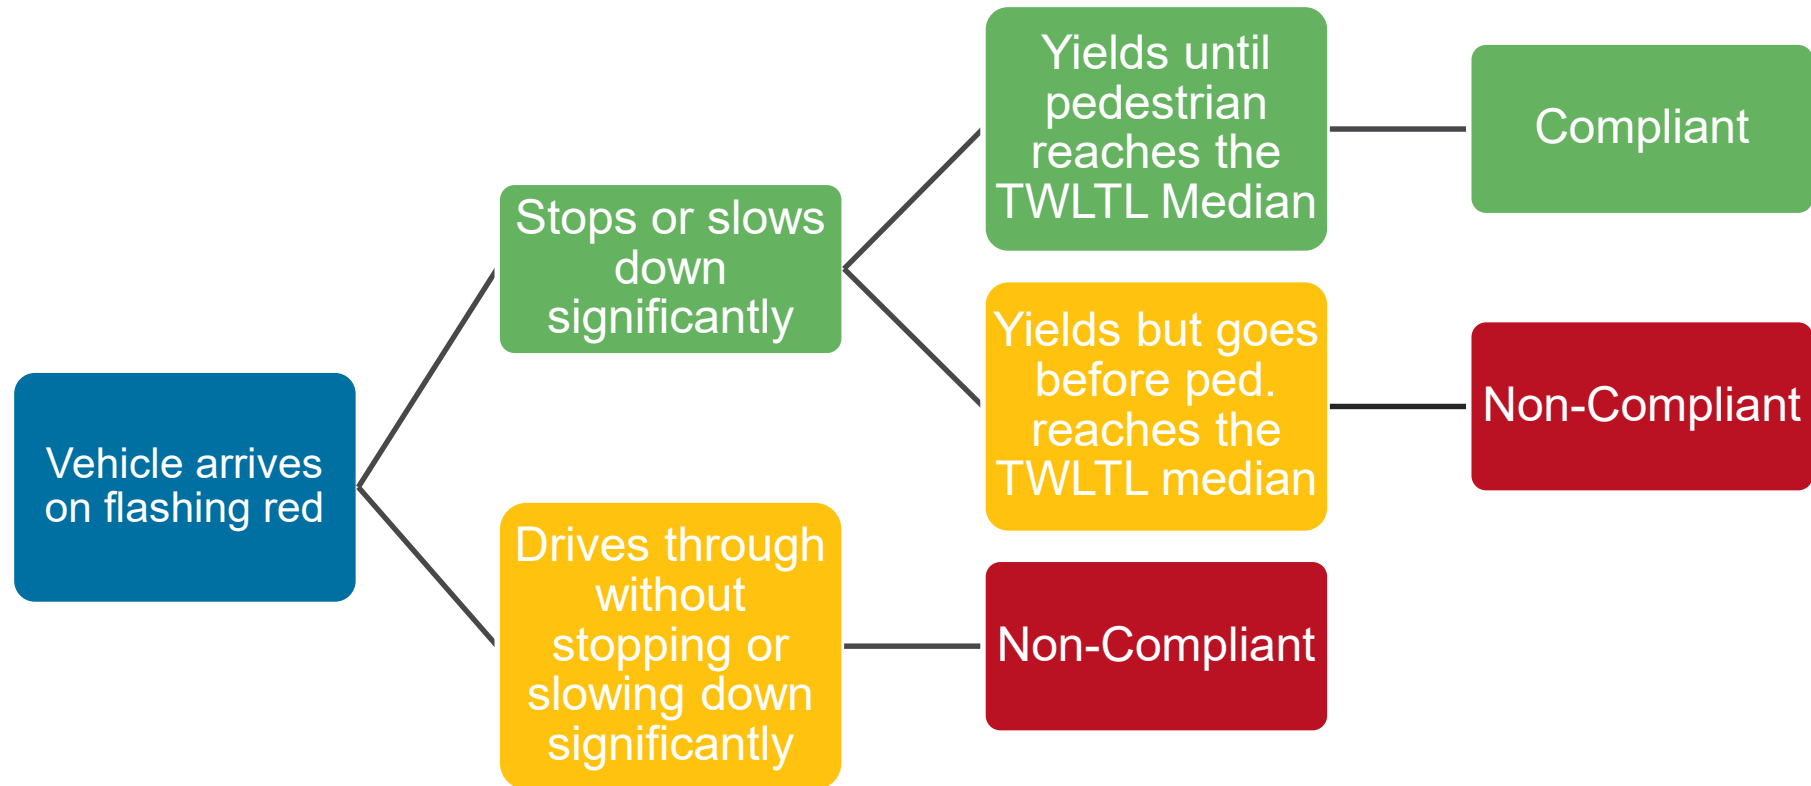 Vehicle arrives
on flashing red
Stops or slows
down
significantly
Drives through
without
stopping or
slowing down
significantly
Yields until
pedestrian
reaches the
TWLTL Median
Yields but goes
before ped.
reaches the
TWLTL median
Non-Compliant
Compliant
Non-Compliant